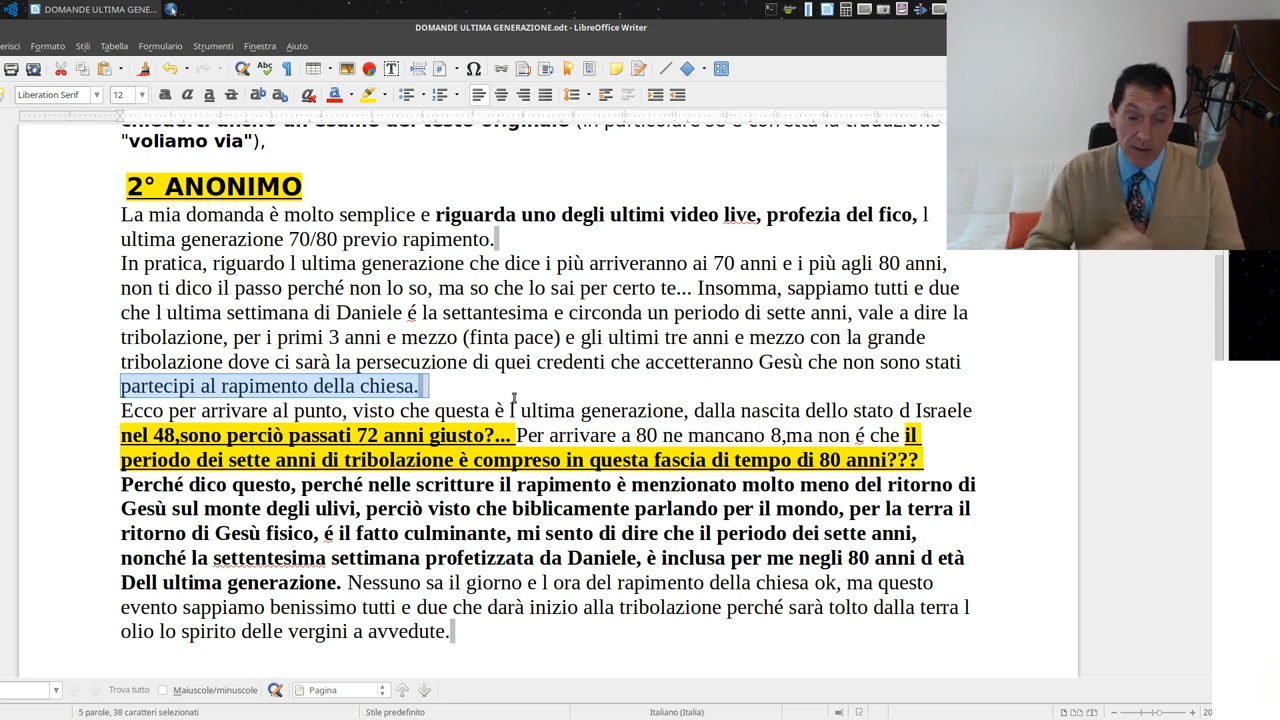 DOMANDE ULTIMA GENE...
DOMANDE ULTIMA GENERAZIONE.odt - LibreOffice Writer
erisci Formato Stili Tabella Formulario Strumenti Finestra Aiuto
Liberation Serif 12
"voliamo via"),
2° ANONIMO
La mia domanda è molto semplice e riguarda uno degli ultimi video live, profezia del fico, l
ultima generazione 70/80 previo rapimento.
In pratica, riguardo l ultima generazione che dice i più arriveranno ai 70 anni e i più agli 80 anni,
non ti dico il passo perché non lo so, ma so che lo sai per certo te... Insomma, sappiamo tutti e due
che l ultima settimana di Daniele é la settantesima e circonda un periodo di sette anni, vale a dire la
tribolazione, per i primi 3 anni e mezzo (finta pace) e gli ultimi tre anni e mezzo con la grande
tribolazione dove ci sarà la persecuzione di quei credenti che accetteranno Gesù che non sono stati
partecipi al rapimento della chiesa.
Ecco per arrivare al punto, visto che questa è l ultima generazione, dalla nascita dello stato d Israele
nel 48,sono perciò passati 72 anni giusto?... Per arrivare a 80 ne mancano 8,ma non é che il
periodo dei sette anni di tribolazione è compreso in questa fascia di tempo di 80 anni???
Perché dico questo, perché nelle scritture il rapimento è menzionato molto meno del ritorno di
Gesù sul monte degli ulivi, perciò visto che biblicamente parlando per il mondo, per la terra il
ritorno di Gesù fisico, é il fatto culminante, mi sento di dire che il periodo dei sette anni,
nonché la settentesima settimana profetizzata da Daniele, è inclusa per me negli 80 anni d età
Dell ultima generazione. Nessuno sa il giorno e l ora del rapimento della chiesa ok, ma questo
evento sappiamo benissimo tutti e due che darà inizio alla tribolazione perché sarà tolto dalla terra l
olio lo spirito delle vergini a avvedute.
Trova tutto Maiuscole/minuscole Pagina
5 parole, 38 caratteri selezionati Stile predefinito Italiano (Italia) 20